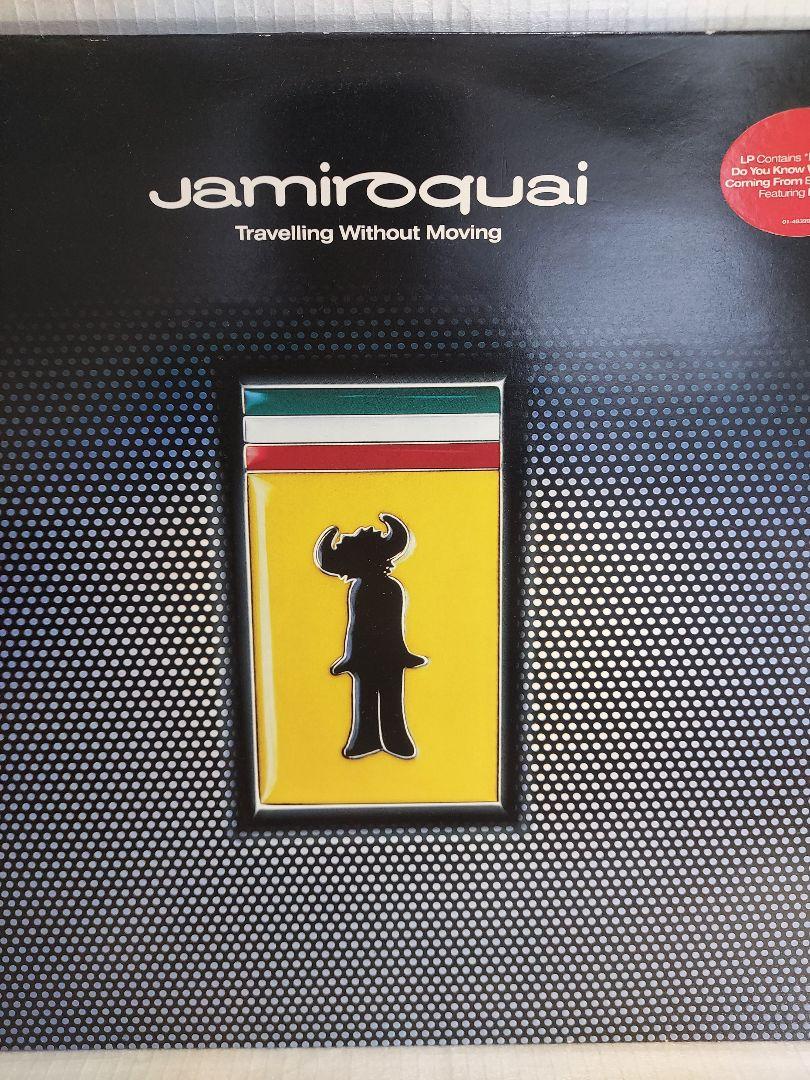 Jamiroquai
Travelling Without Moving
LP Contains
Do You Know
Coming From
Featuring